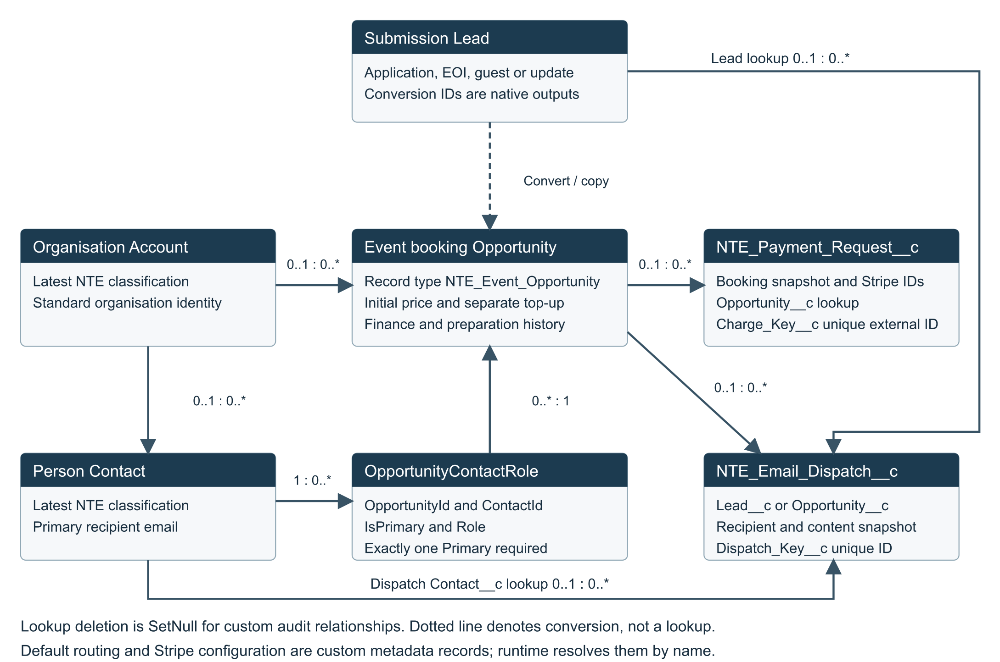 Submission Lead
Application, EOI, guest or update
Conversion IDs are native outputs
Lead lookup 0..1 : 0..*
Convert / copy
Organisation Account
Latest NTE classification
Standard organisation identity
0..1 : 0..*
Event booking Opportunity
Record type NTE_Event_Opportunity
Initial price and separate top-up
Finance and preparation history
0..1 : 0..*
NTE_Payment_Request__c
Booking snapshot and Stripe IDs
Opportunity__c lookup
Charge_Key__c unique external ID
0..1 : 0..*
0..* : 1
0..1 : 0..*
Person Contact
Latest NTE classification
Primary recipient email
1 : 0..*
OpportunityContactRole
OpportunityId and ContactId
IsPrimary and Role
Exactly one Primary required
NTE_Email_Dispatch__c
Lead__c or Opportunity__c
Recipient and content snapshot
Dispatch_Key__c unique ID
Dispatch Contact__c lookup 0..1 : 0..*
Lookup deletion is SetNull for custom audit relationships. Dotted line denotes conversion, not a lookup.
Default routing and Stripe configuration are custom metadata records; runtime resolves them by name.